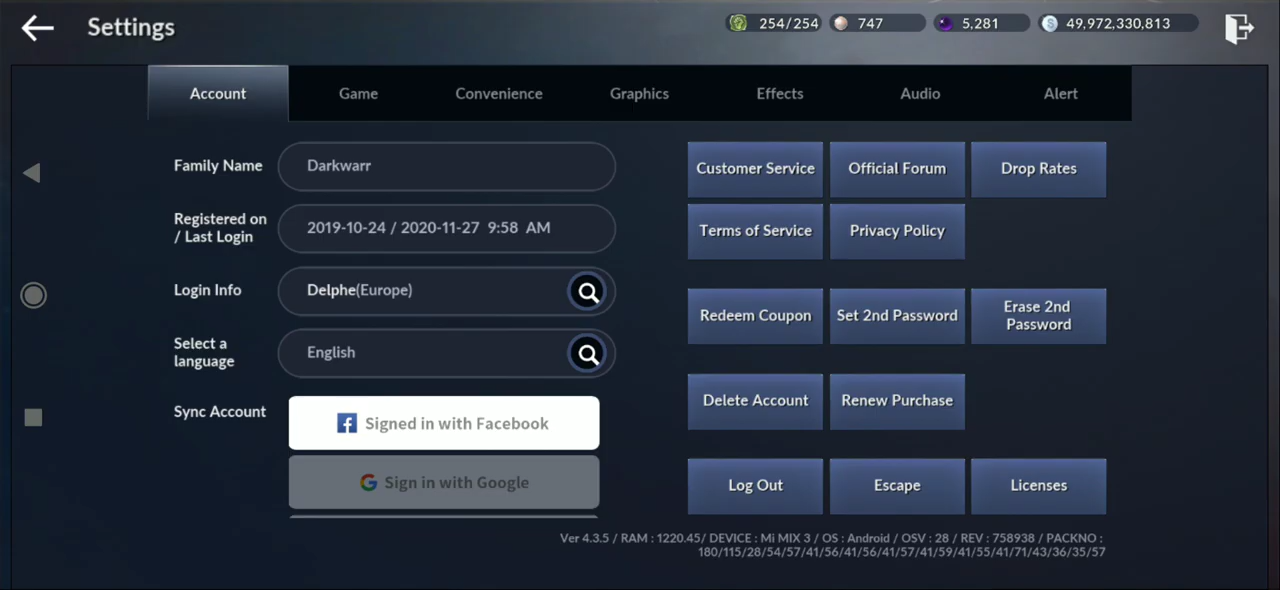 Settings
254/254
747
5,281
49,972,330,813
Account
Game
Convenience
Graphics
Effects
Audio
Alert
Family Name
Darkwarr
Registered on
/ Last Login
2019-10-24 / 2020-11-27 9:58 AM
Login Info
Delphe(Europe)
Select a
language
English
Sync Account
Signed in with Facebook
Sign in with Google
Customer Service
Official Forum
Drop Rates
Terms of Service
Privacy Policy
Redeem Coupon
Set 2nd Password
Erase 2nd
Password
Delete Account
Renew Purchase
Log Out
Escape
Licenses
Ver 4.3.5 / RAM : 1220.45/ DEVICE : Mi MIX 3 / OS : Android / OSV : 28 / REV : 758938 / PACKNO :
180/115/28/54/57/41/56/41/56/41/57/41/59/41/55/41/71/43/36/35/57